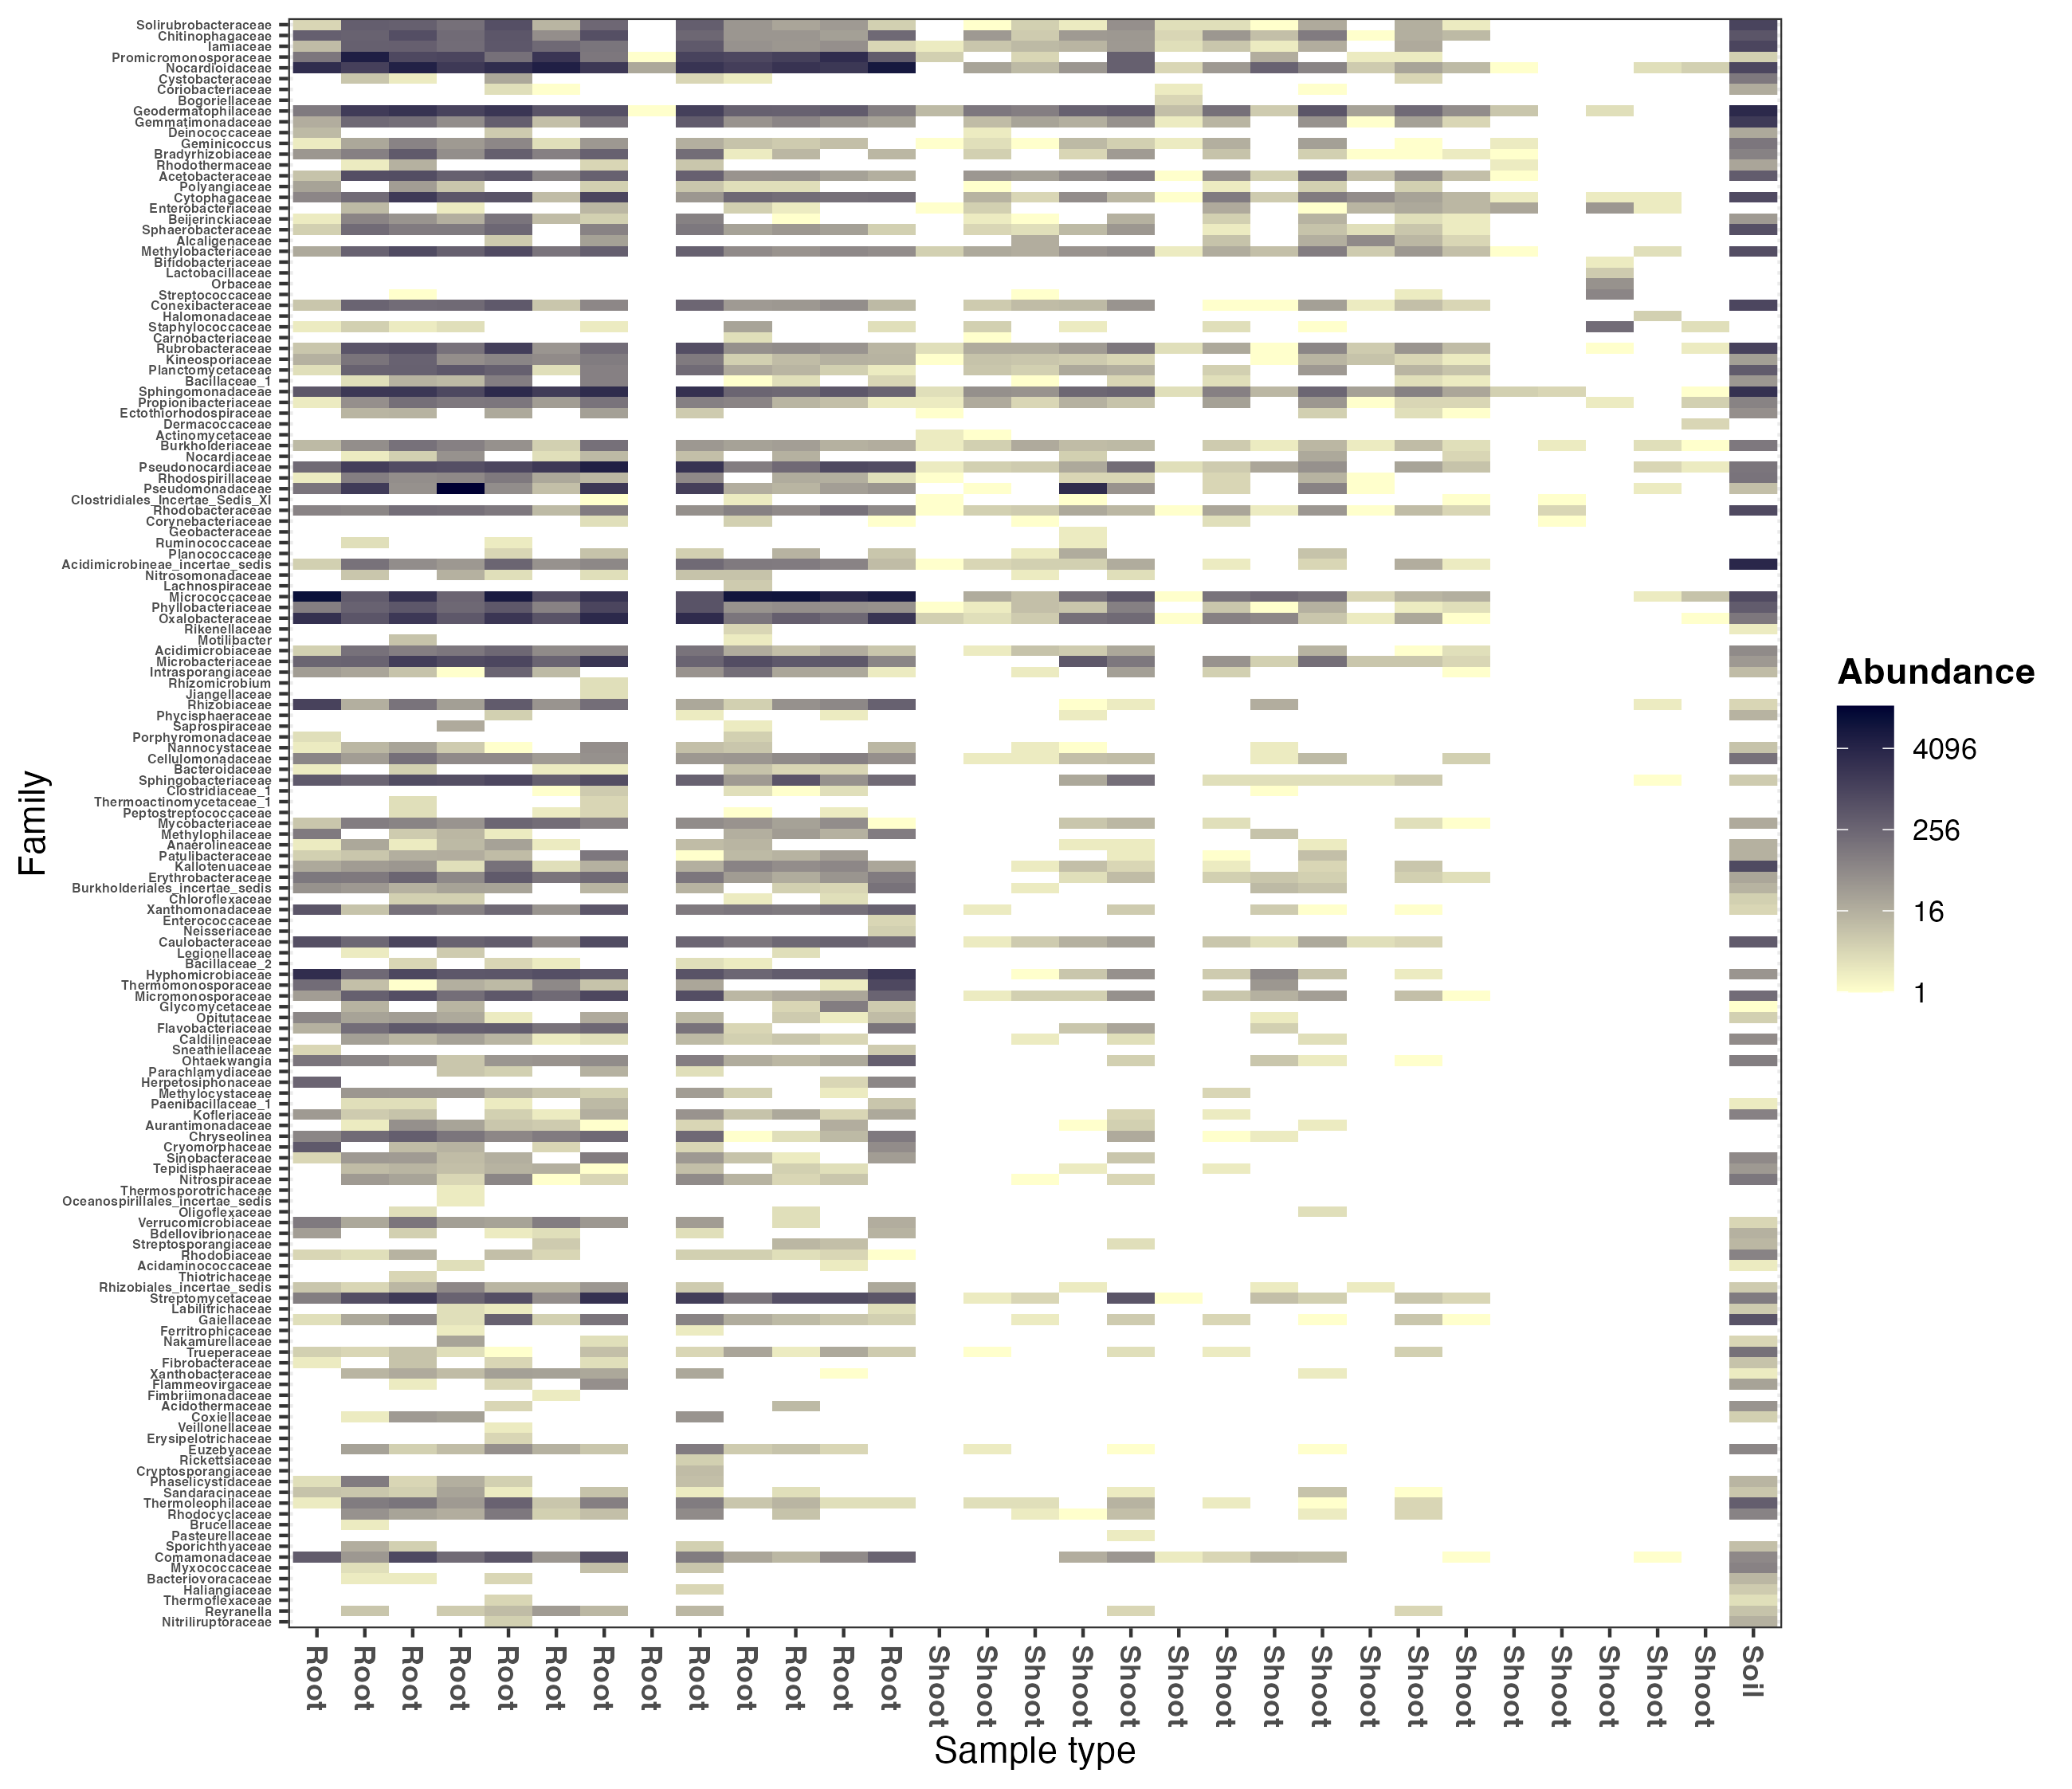 Solirubrobacteraceae
Chitinophagaceae
Iamiaceae
Promicromonosporaceae
Nocardioidaceae
Cystobacteraceae
Coriobacteriaceae
Bogoriellaceae
Geodermatophilaceae
Gemmatimonadaceae
Deinococcaceae
Geminicoccus
Bradyrhizobiaceae
Rhodothermaceae
Acetobacteraceae
Polyangiaceae
Cytophagaceae
Enterobacteriaceae
Beijerinckiaceae
Sphaerobacteraceae
Alcaligenaceae
Methylobacteriaceae
Bifidobacteriaceae
Lactobacillaceae
Orbaceae
Streptococcaceae
Conexibacteraceae
Halomonadaceae
Staphylococcaceae
Carnobacteriaceae
Rubrobacteraceae
Kineosporiaceae
Planctomycetaceae
Bacillaceae_1
Sphingomonadaceae
Propionibacteriaceae
Ectothiorhodospiraceae
Dermacoccaceae
Actinomycetaceae
Burkholderiaceae
Nocardiaceae
Pseudonocardiaceae
Rhodospirillaceae
Pseudomonadaceae
Clostridiales_Incertae_Sedis_XI
Rhodobacteraceae
Corynebacteriaceae
Geobacteraceae
Ruminococcaceae
Planococcaceae
Acidimicrobineae_incertae_sedis
Nitrosomonadaceae
Lachnospiraceae
Micrococcaceae
Phyllobacteriaceae
Oxalobacteraceae
Rikenellaceae
Motilibacter
Acidimicrobiaceae
Microbacteriaceae
Intrasporangiaceae
Rhizomicrobium
Jiangellaceae
Rhizobiaceae
Phycisphaeraceae
Saprospiraceae
Porphyromonadaceae
Nannocystaceae
Cellulomonadaceae
Bacteroidaceae
Sphingobacteriaceae
Clostridiaceae_1
Thermoactinomycetaceae_1
Peptostreptococcaceae
Mycobacteriaceae
Methylophilaceae
Anaerolineaceae
Patulibacteraceae
Kallotenuaceae
Erythrobacteraceae
Burkholderiales_incertae_sedis
Chloroflexaceae
Xanthomonadaceae
Enterococcaceae
Neisseriaceae
Caulobacteraceae
Legionellaceae
Bacillaceae_2
Hyphomicrobiaceae
Thermomonosporaceae
Micromonosporaceae
Glycomycetaceae
Opitutaceae
Flavobacteriaceae
Caldilineaceae
Sneathiellaceae
Ohtaekwangia
Parachlamydiaceae
Herpetosiphonaceae
Methylocystaceae
Paenibacillaceae_1
Kofleriaceae
Aurantimonadaceae
Chryseolinea
Cryomorphaceae
Sinobacteraceae
Tepidisphaeraceae
Nitrospiraceae
Thermosporotrichaceae
Oceanospirillales_incertae_sedis
Oligoflexaceae
Verrucomicrobiaceae
Bdellovibrionaceae
Streptosporangiaceae
Rhodobiaceae
Acidaminococcaceae
Thiotrichaceae
Rhizobiales_incertae_sedis
Streptomycetaceae
Labilitrichaceae
Gaiellaceae
Ferritrophicaceae
Nakamurellaceae
Trueperaceae
Fibrobacteraceae
Xanthobacteraceae
Flammeovirgaceae
Fimbriimonadaceae
Acidothermaceae
Coxiellaceae
Veillonellaceae
Erysipelotrichaceae
Euzebyaceae
Rickettsiaceae
Cryptosporangiaceae
Phaselicystidaceae
Sandaracinaceae
Thermoleophilaceae
Rhodocyclaceae
Brucellaceae
Pasteurellaceae
Sporichthyaceae
Comamonadaceae
Myxococcaceae
Bacteriovoracaceae
Haliangiaceae
Thermoflexaceae
Reyranella
Nitriliruptoraceae
Family
Root Root Root Root Root Root Root Root Root Root Root Root Root Shoot Shoot Shoot Shoot Shoot Shoot Shoot Shoot Shoot Shoot Shoot Shoot Shoot Shoot Shoot Shoot Soil
Sample type
Abundance
4096
256
16
1